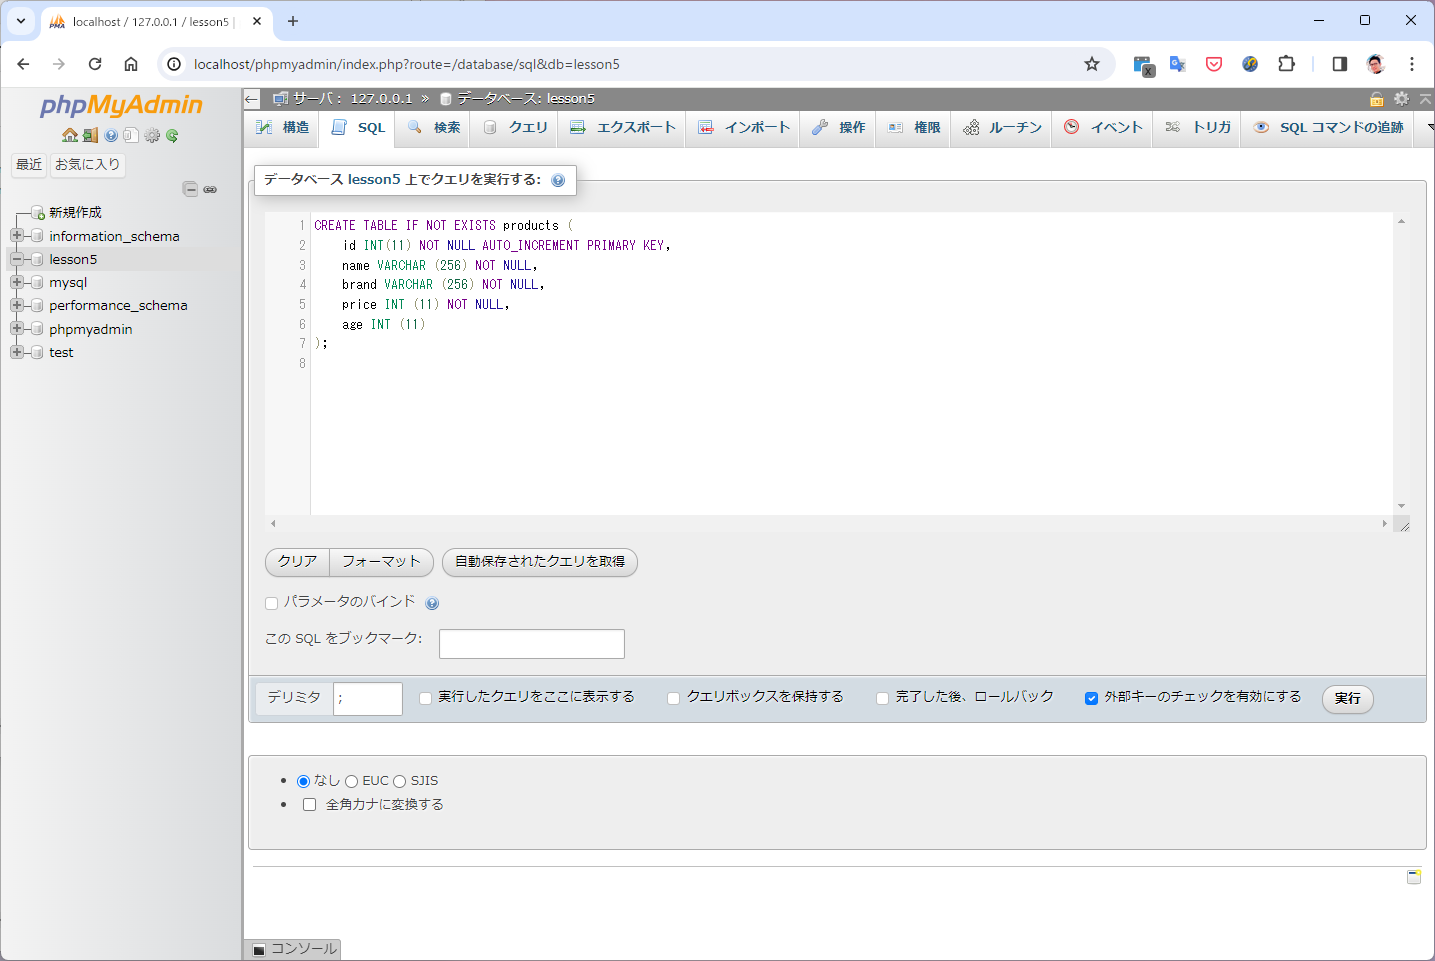 localhost / 127.0.0.1 / lesson5 |
localhost/phpmyadmin/index.php?route=/database/sql&db=lesson5
phpMyAdmin
最近 お気に入り
新規作成
information_schema
lesson5
mysql
performance_schema
phpmyadmin
test
サーバ: 127.0.0.1 » データベース: lesson5
構造 SQL 検索 クエリ エクスポート インポート 操作 権限 ルーチン イベント トリガ SQL コマンドの追跡
データベース lesson5 上でクエリを実行する:
1 CREATE TABLE IF NOT EXISTS products (
2 id INT(11) NOT NULL AUTO_INCREMENT PRIMARY KEY,
3 name VARCHAR (256) NOT NULL,
4 brand VARCHAR (256) NOT NULL,
5 price INT (11) NOT NULL,
6 age INT (11)
7 );
8
クリア フォーマット 自動保存されたクエリを取得
パラメータのバインド
この SQL をブックマーク:
デリミタ ; 実行したクエリをここに表示する クエリボックスを保持する 完了した後、ロールバック 外部キーのチェックを有効にする 実行
なし EUC SJIS
全角カナに変換する
コンソール